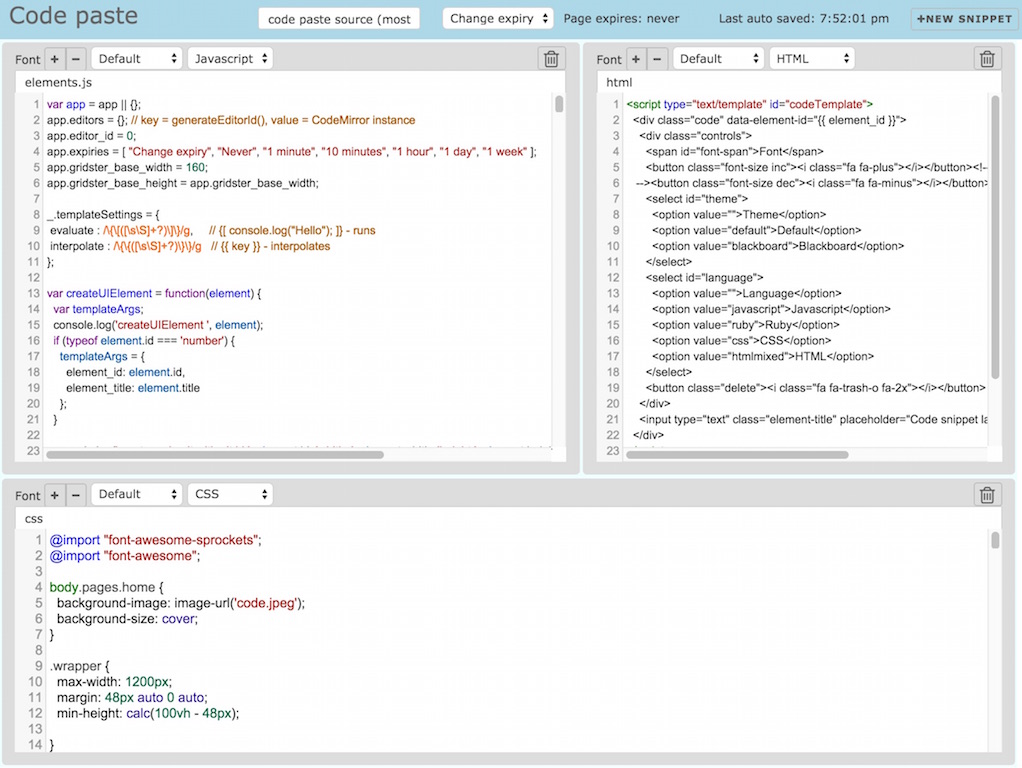 Code paste
code paste source (most
Change expiry
Page expires: never
Last auto saved: 7:52:01 pm
+NEW SNIPPET
Font + − Default Javascript
elements.js
1 var app = app || {};
2 app.editors = {}; // key = generateEditorId(), value = CodeMirror instance
3 app.editor_id = 0;
4 app.expiries = [ "Change expiry", "Never", "1 minute", "10 minutes", "1 hour", "1 day", "1 week" ];
5 app.gridster_base_width = 160;
6 app.gridster_base_height = app.gridster_base_width;
7
8 _.templateSettings = {
9 evaluate : /\{\[([\s\S]+?)\]\}/g, // {[ console.log("Hello"); ]} - runs
10 interpolate : /\{\{([\s\S]+?)\}\}/g // {{ key }} - interpolates
11 };
12
13 var createUIElement = function(element) {
14 var templateArgs;
15 console.log('createUIElement ', element);
16 if (typeof element.id === 'number') {
17 templateArgs = {
18 element_id: element.id,
19 element_title: element.title
20 };
21 }
22
23
Font + − Default HTML
html
1 <script type="text/template" id="codeTemplate">
2 <div class="code" data-element-id="{{ element_id }}">
3 <div class="controls">
4 <span id="font-span">Font</span>
5 <button class="font-size inc"><i class="fa fa-plus"></i></button><!--
6 --><button class="font-size dec"><i class="fa fa-minus"></i></button>
7 <select id="theme">
8 <option value="">Theme</option>
9 <option value="default">Default</option>
10 <option value="blackboard">Blackboard</option>
11 </select>
12 <select id="language">
13 <option value="">Language</option>
14 <option value="javascript">Javascript</option>
15 <option value="ruby">Ruby</option>
16 <option value="css">CSS</option>
17 <option value="htmlmixed">HTML</option>
18 </select>
19 <button class="delete"><i class="fa fa-trash-o fa-2x"></i></button>
20 </div>
21 <input type="text" class="element-title" placeholder="Code snippet la
22 </div>
23
Font + − Default CSS
css
1 @import "font-awesome-sprockets";
2 @import "font-awesome";
3
4 body.pages.home {
5 background-image: image-url('code.jpeg');
6 background-size: cover;
7 }
8
9 .wrapper {
10 max-width: 1200px;
11 margin: 48px auto 0 auto;
12 min-height: calc(100vh - 48px);
13
14 }